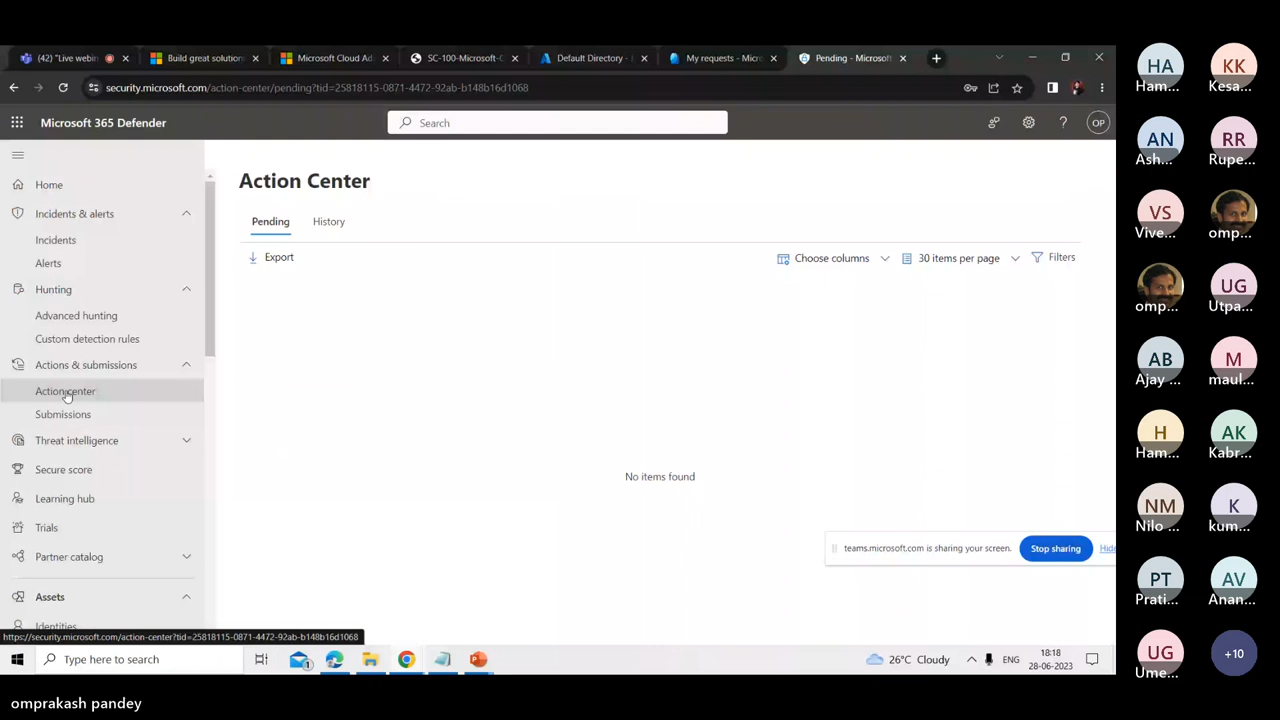 (42) "Live webin
Build great solution
Microsoft Cloud Ad
SC-100-Microsoft-C
Default Directory -
My requests - Micro
Pending - Microsoft
security.microsoft.com/action-center/pending?tid=25818115-0871-4472-92ab-b148b16d1068
Microsoft 365 Defender
Search
OP
Home
Incidents & alerts
Incidents
Alerts
Hunting
Advanced hunting
Custom detection rules
Actions & submissions
Action center
Submissions
Threat intelligence
Secure score
Learning hub
Trials
Partner catalog
Assets
Identities
Action Center
Pending
History
Export
Choose columns
30 items per page
Filters
No items found
teams.microsoft.com is sharing your screen.
Stop sharing
Hide
https://security.microsoft.com/action-center?tid=25818115-0871-4472-92ab-b148b16d1068
Type here to search
1
26°C Cloudy
ENG
18:18
28-06-2023
HA
Ham...
KK
Kesa...
AN
Ash...
RR
Rupe...
VS
Vive...
omp...
omp...
UG
Utpa...
AB
Ajay ...
M
maul...
H
Ham...
AK
Kabr...
NM
Nilo ...
K
kum...
PT
Prati...
AV
Anan...
UG
Ume...
+10
omprakash pandey